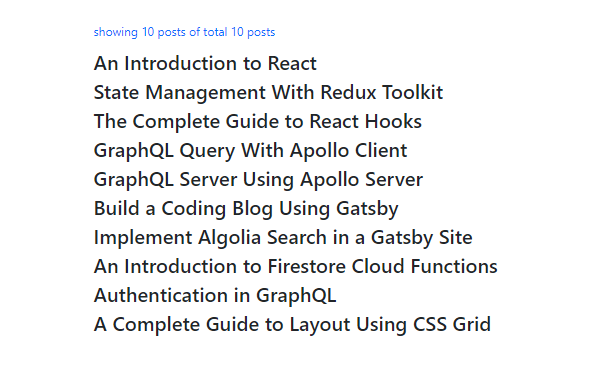 showing 10 posts of total 10 posts
An Introduction to React
State Management With Redux Toolkit
The Complete Guide to React Hooks
GraphQL Query With Apollo Client
GraphQL Server Using Apollo Server
Build a Coding Blog Using Gatsby
Implement Algolia Search in a Gatsby Site
An Introduction to Firestore Cloud Functions
Authentication in GraphQL
A Complete Guide to Layout Using CSS Grid